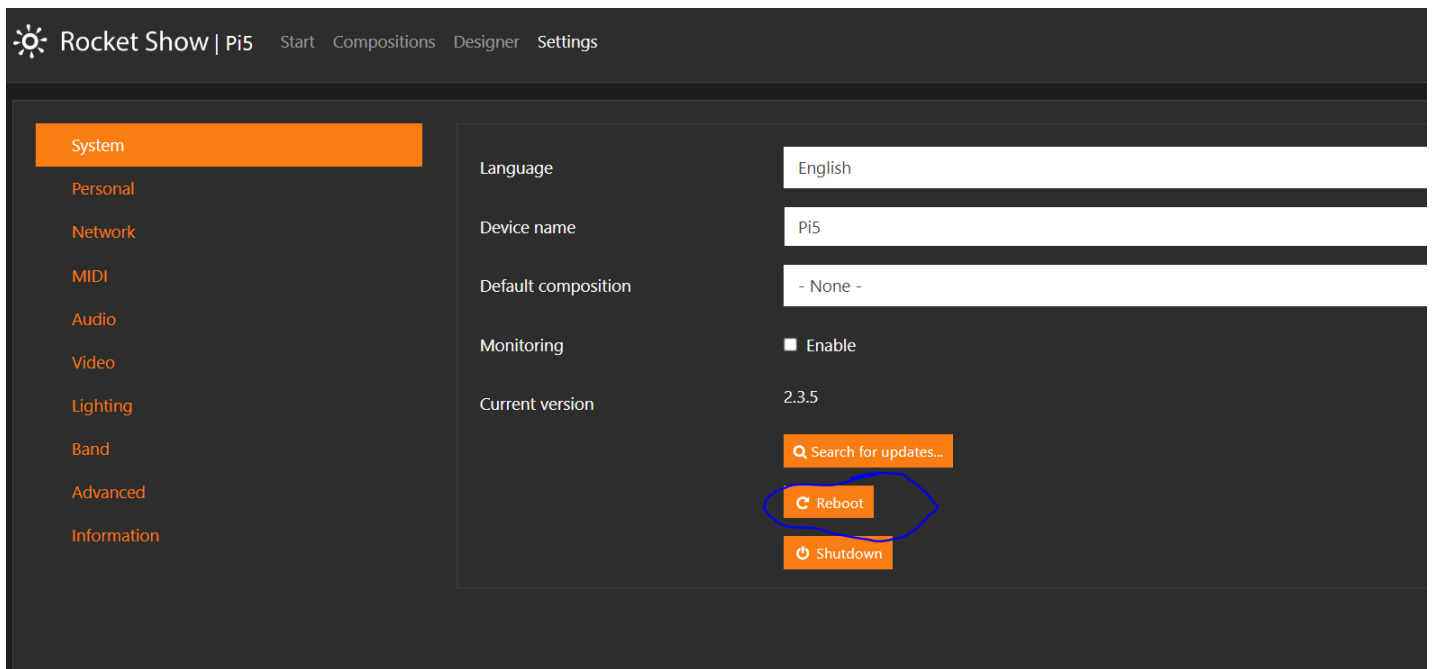 Rocket Show | Pi5 Start Compositions Designer Settings
System
Personal
Network
MIDI
Audio
Video
Lighting
Band
Advanced
Information
Language English
Device name Pi5
Default composition - None -
Monitoring Enable
Current version 2.3.5
Search for updates...
Reboot
Shutdown